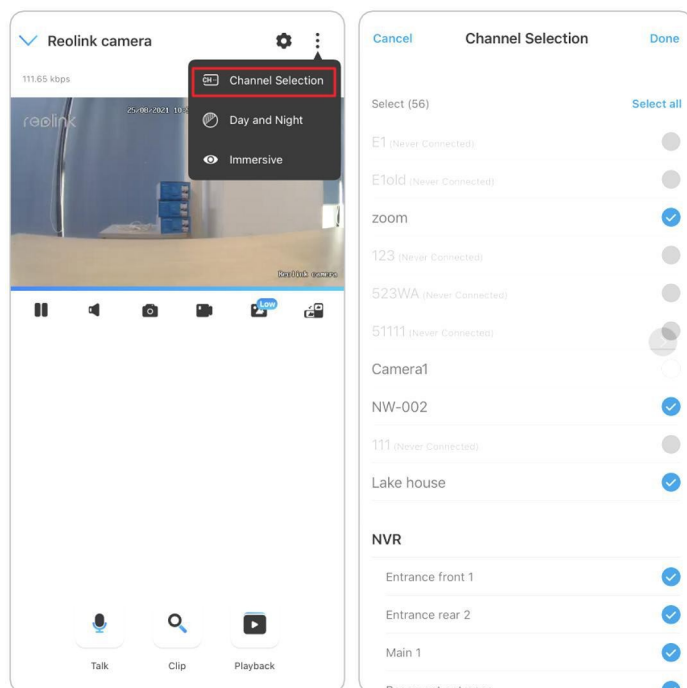 Reolink camera
111.65 kbps
CH- Channel Selection
Day and Night
Immersive
reolink
Reolink camera
Low
Talk
Clip
Playback
Cancel
Channel Selection
Done
Select (56)
Select all
E1 (Never Connected)
E1old (Never Connected)
zoom
123 (Never Connected)
523WA (Never Connected)
51111 (Never Connected)
Camera1
NW-002
111 (Never Connected)
Lake house
NVR
Entrance front 1
Entrance rear 2
Main 1